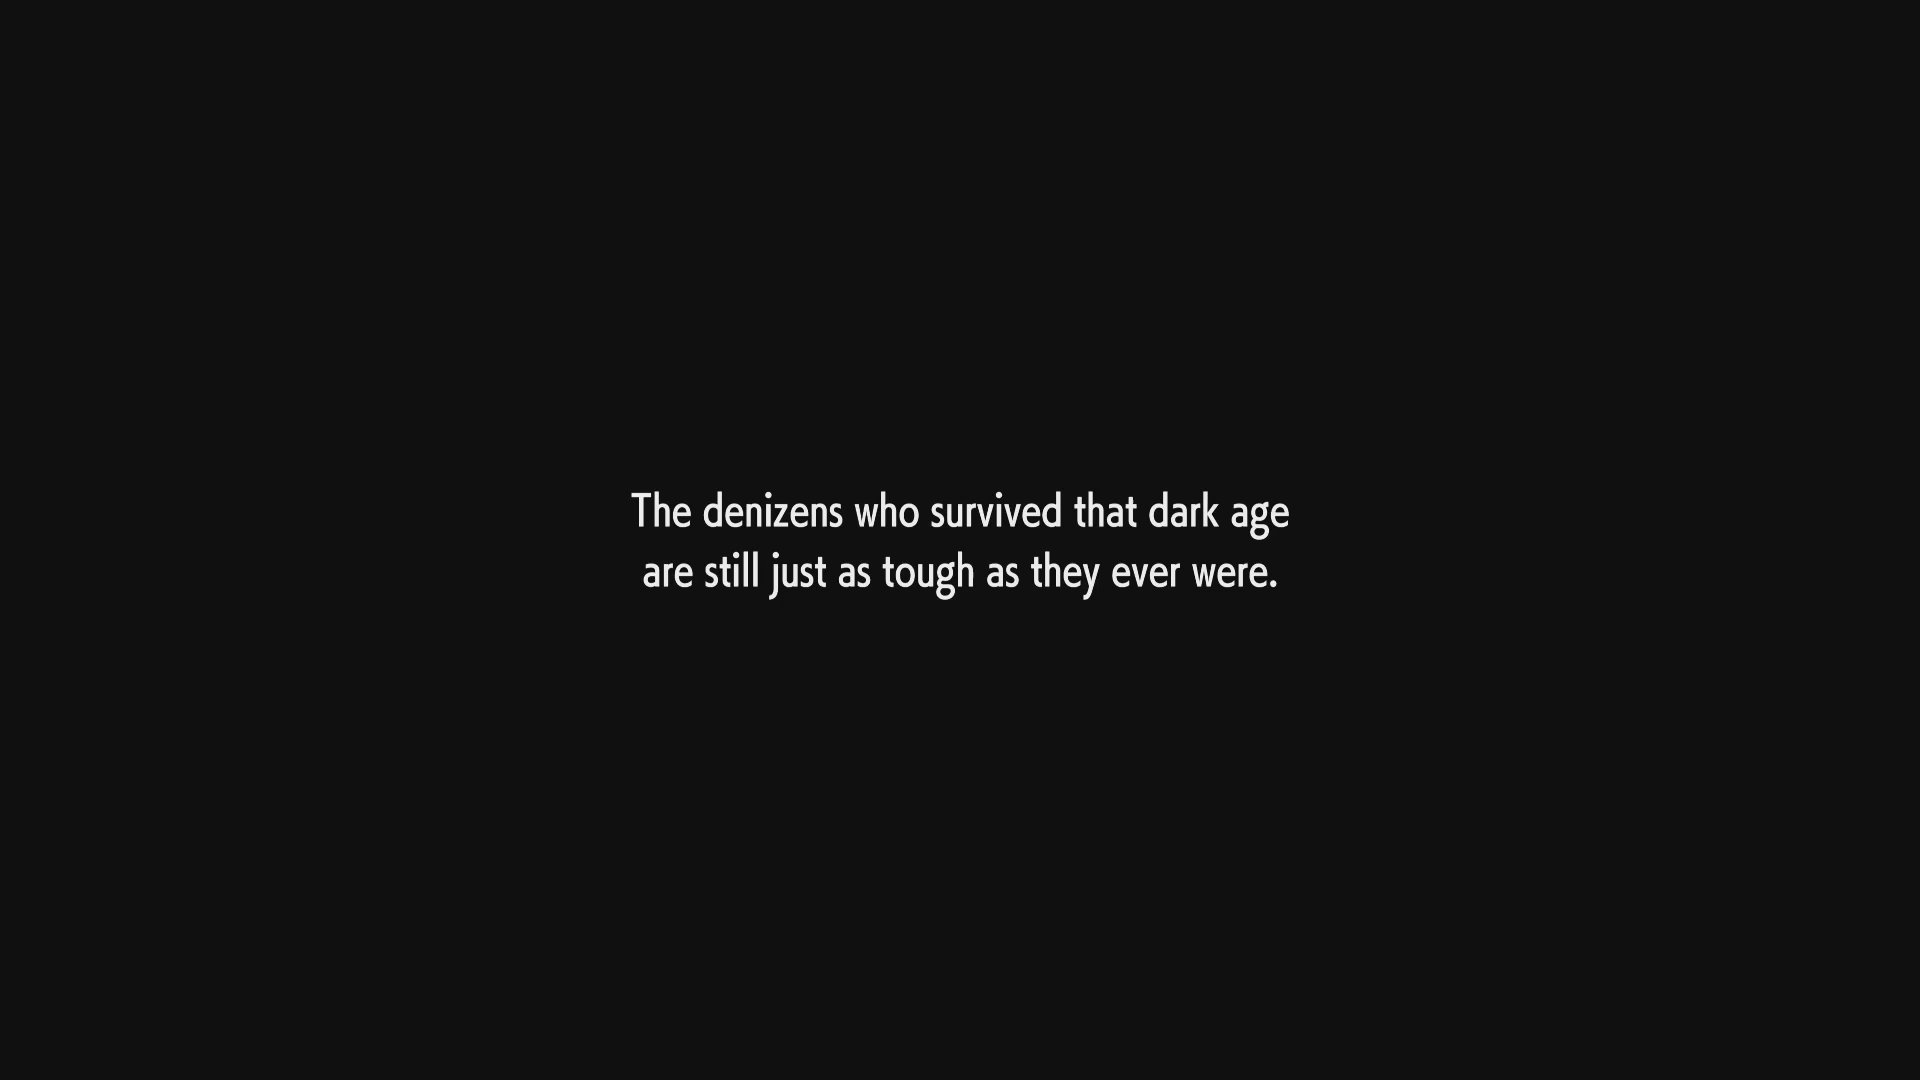 The denizens who survived that dark age
are still just as tough as they ever were.